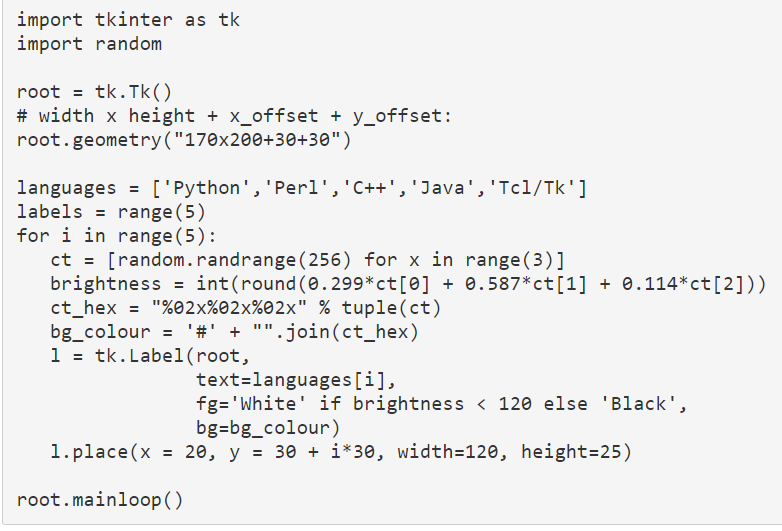 import tkinter as tk
import random

root = tk.Tk()
# width x height + x_offset + y_offset:
root.geometry("170x200+30+30")

languages = ['Python','Perl','C++','Java','Tcl/Tk']
labels = range(5)
for i in range(5):
   ct = [random.randrange(256) for x in range(3)]
   brightness = int(round(0.299*ct[0] + 0.587*ct[1] + 0.114*ct[2]))
   ct_hex = "%02x%02x%02x" % tuple(ct)
   bg_colour = '#' + "".join(ct_hex)
   l = tk.Label(root,
                text=languages[i],
                fg='White' if brightness < 120 else 'Black',
                bg=bg_colour)
   l.place(x = 20, y = 30 + i*30, width=120, height=25)

root.mainloop()